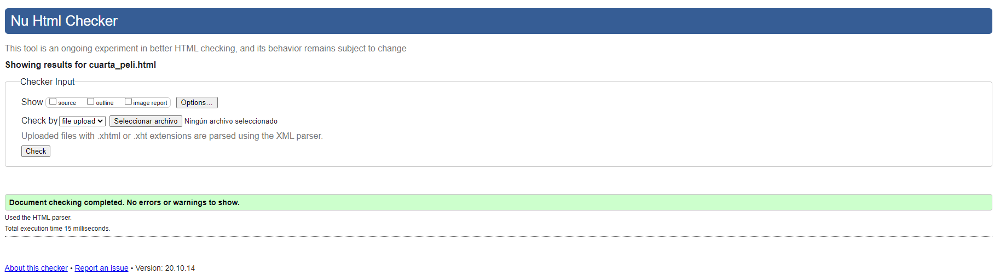 Nu Html Checker
This tool is an ongoing experiment in better HTML checking, and its behavior remains subject to change
Showing results for cuarta_peli.html
Checker Input
Show source outline image report Options...
Check by file upload Seleccionar archivo Ningún archivo seleccionado
Uploaded files with .xhtml or .xht extensions are parsed using the XML parser.
Check
Document checking completed. No errors or warnings to show.
Used the HTML parser.
Total execution time 15 milliseconds.
About this checker • Report an issue • Version: 20.10.14